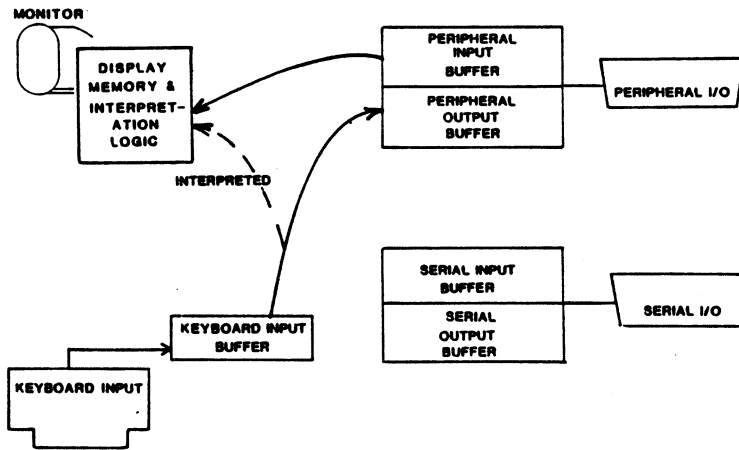 MONITOR
DISPLAY
MEMORY &
INTERPRET-
ATION
LOGIC
PERIPHERAL
INPUT
BUFFER
PERIPHERAL
OUTPUT
BUFFER
PERIPHERAL I/O
INTERPRETED
SERIAL INPUT
BUFFER
SERIAL
OUTPUT
BUFFER
SERIAL I/O
KEYBOARD INPUT
BUFFER
KEYBOARD INPUT